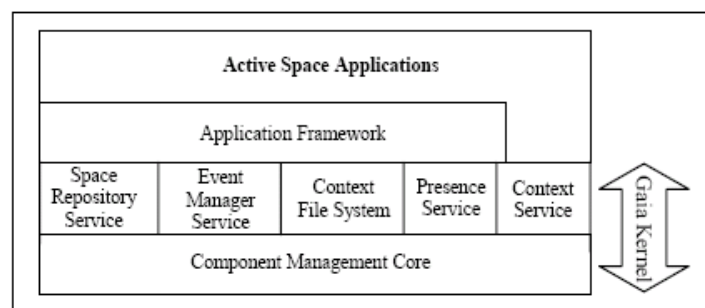 Active Space Applications
Application Framework
Space
Repository
Service
Event
Manager
Service
Context
File System
Presence
Service
Context
Service
Gaia Kernel
Component Management Core